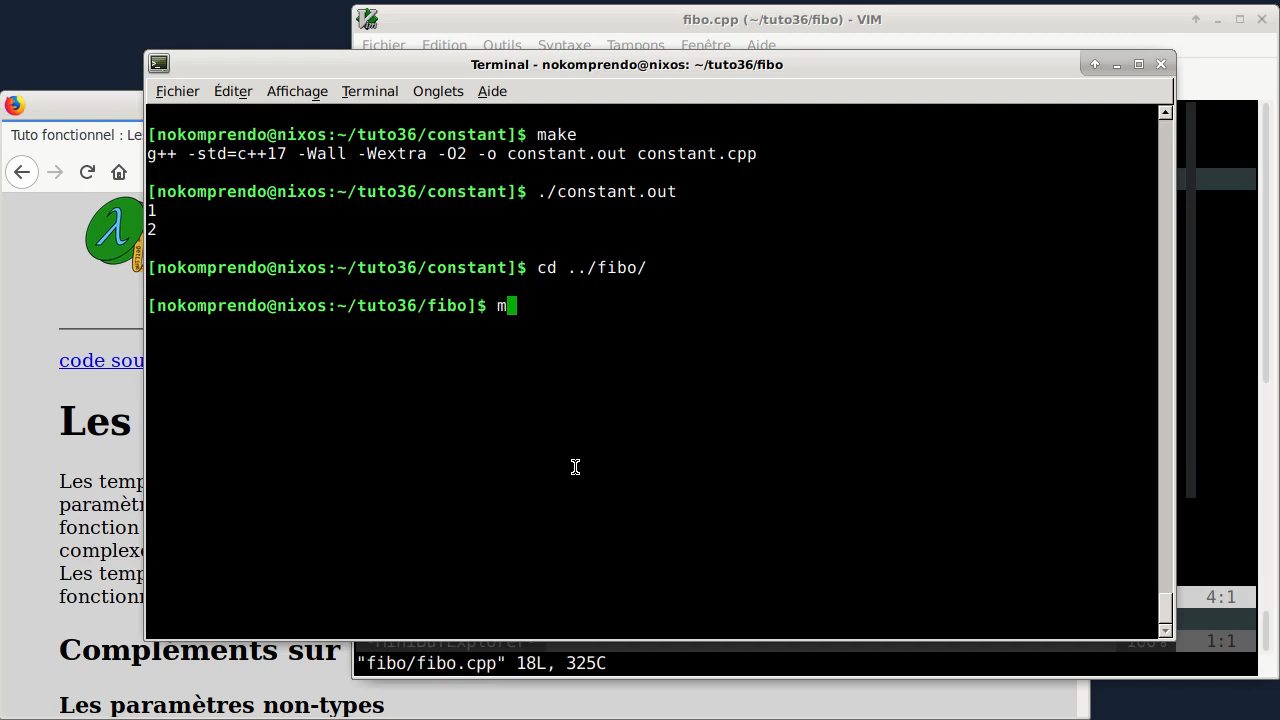 fibo.cpp (~/tuto36/fibo) - VIM
Fichier Edition Outils Syntaxe Tampons Fenêtre Aide
Terminal - nokomprendo@nixos: ~/tuto36/fibo
Fichier Éditer Affichage Terminal Onglets Aide
[nokomprendo@nixos:~/tuto36/constant]$ make
g++ -std=c++17 -Wall -Wextra -O2 -o constant.out constant.cpp
[nokomprendo@nixos:~/tuto36/constant]$ ./constant.out
1
2
[nokomprendo@nixos:~/tuto36/constant]$ cd ../fibo/
[nokomprendo@nixos:~/tuto36/fibo]$ m
Tuto fonctionnel : Le
λ
code sou
Les
Les temp
paramètr
fonction
complexe
Les temp
fonctionn
Compléments sur
Les paramètres non-types
4:1
1:1
"fibo/fibo.cpp" 18L, 325C